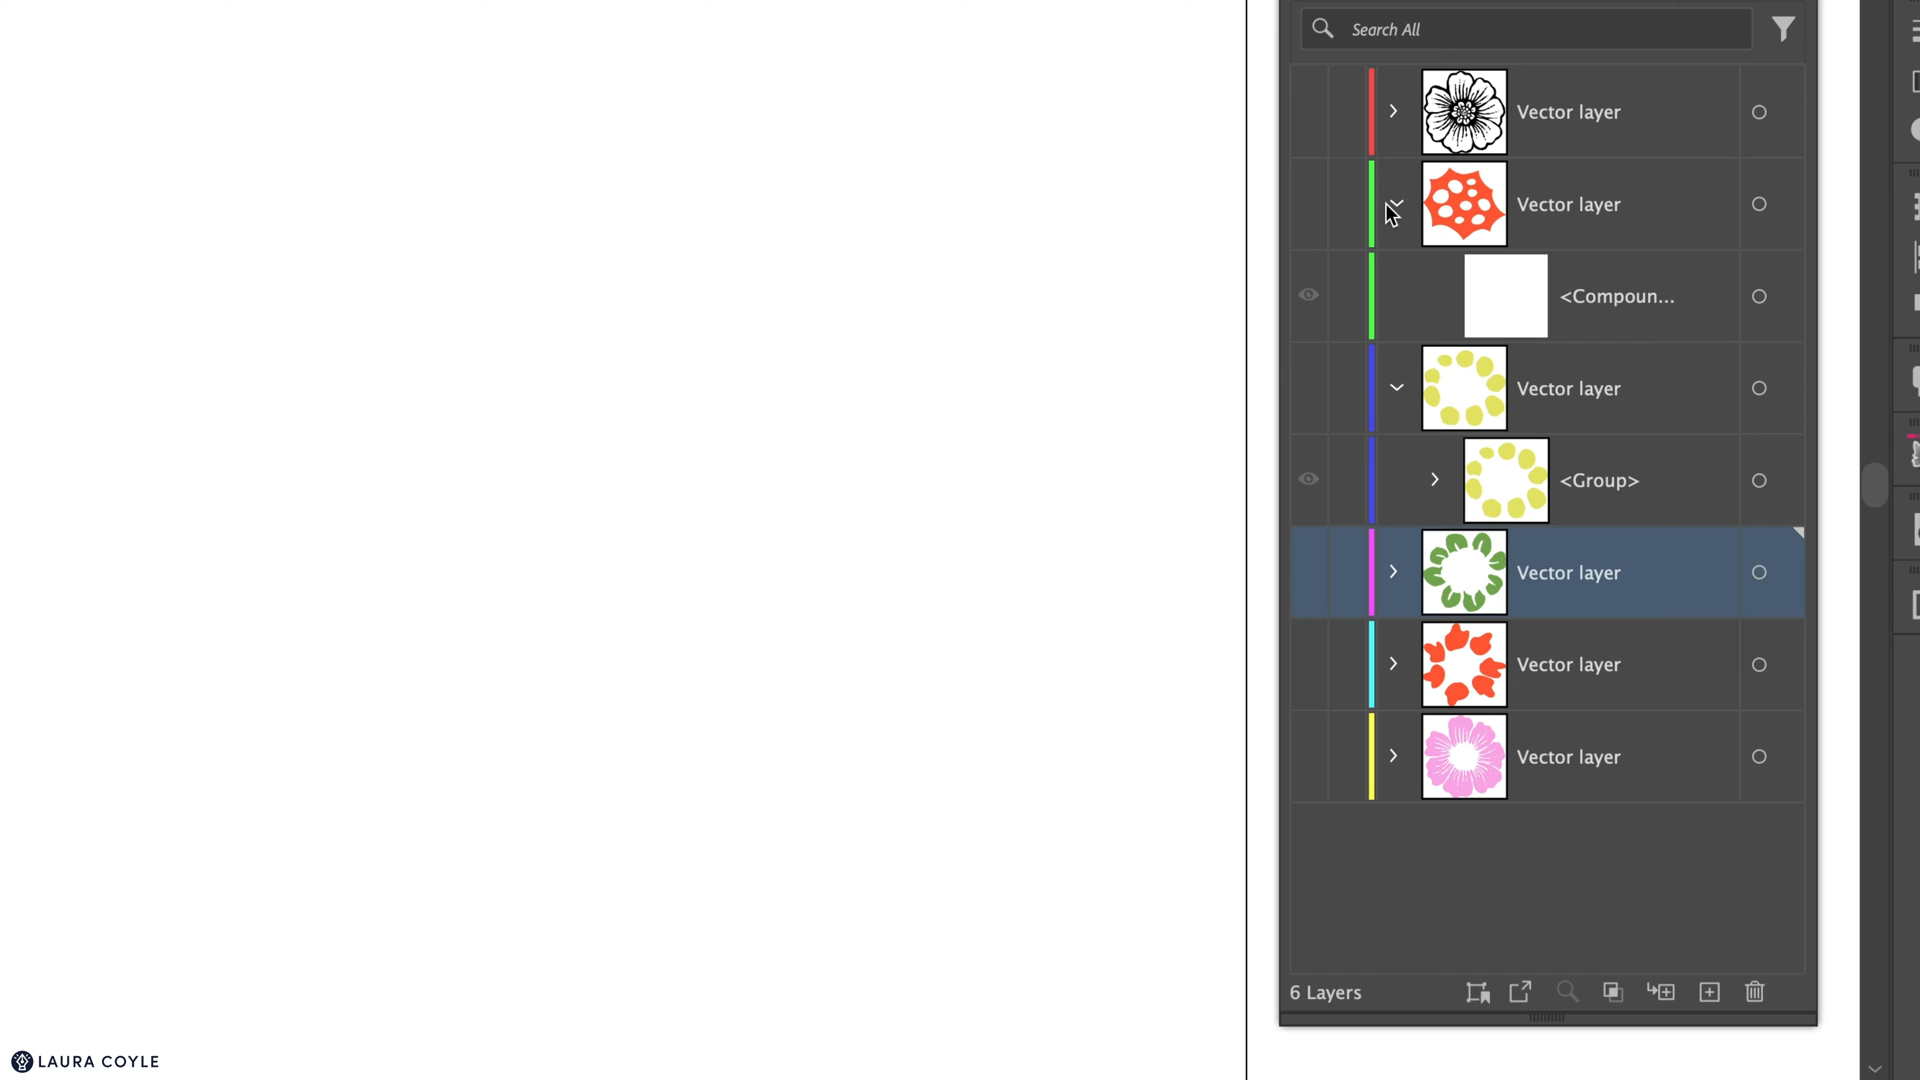 Search All
Vector layer
Vector layer
<Compoun...
Vector layer
<Group>
Vector layer
Vector layer
Vector layer
6 Layers
LAURA COYLE